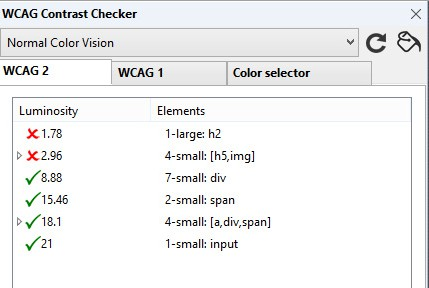 WCAG Contrast Checker
Normal Color Vision
WCAG 2 WCAG 1 Color selector
Luminosity Elements
1.78 1-large: h2
2.96 4-small: [h5,img]
8.88 7-small: div
15.46 2-small: span
18.1 4-small: [a,div,span]
21 1-small: input